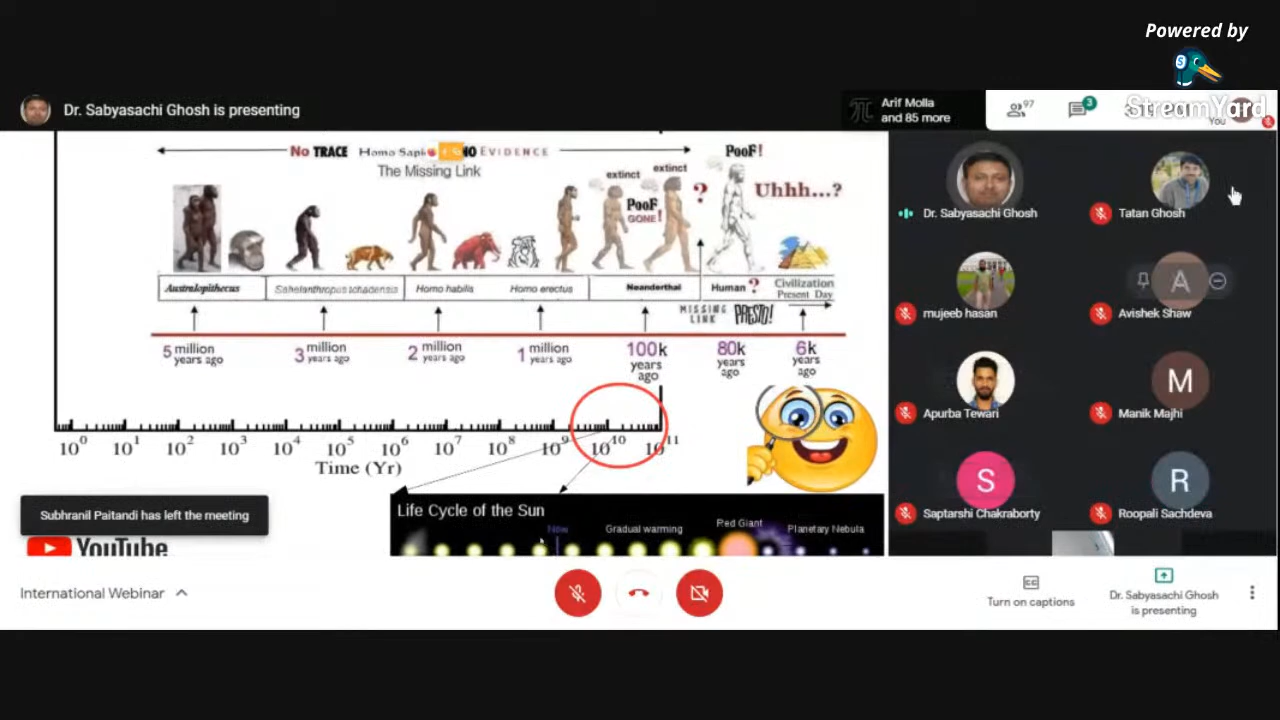 Powered by
StreamYard
Dr. Sabyasachi Ghosh is presenting
Arif Molla
and 85 more
97
3
You
No TRACE Homo Sapi NO EVIDENCE
The Missing Link
PooF!
extinct
extinct
PooF
GONE!
?
Uhhh...?
Australopithecus
Sahelanthropus tchadensis
Homo habilis
Homo erectus
Neanderthal
Human ?
Civilization
Present Day
MISSING
LINK
PRESTO!
5 million
years ago
3 million
years ago
2 million
years ago
1 million
years ago
100k
years
ago
80k
years
ago
6k
years
ago
10⁰ 10¹ 10² 10³ 10⁴ 10⁵ 10⁶ 10⁷ 10⁸ 10⁹ 10¹⁰ 10¹¹
Time (Yr)
Life Cycle of the Sun
Now
Gradual warming
Red Giant
Planetary Nebula
Subhranil Paitandi has left the meeting
YouTube
Dr. Sabyasachi Ghosh
Tatan Ghosh
mujeeb hasan
A
Avishek Shaw
Apurba Tewari
M
Manik Majhi
S
Saptarshi Chakraborty
R
Roopali Sachdeva
International Webinar
Turn on captions
Dr. Sabyasachi Ghosh
is presenting